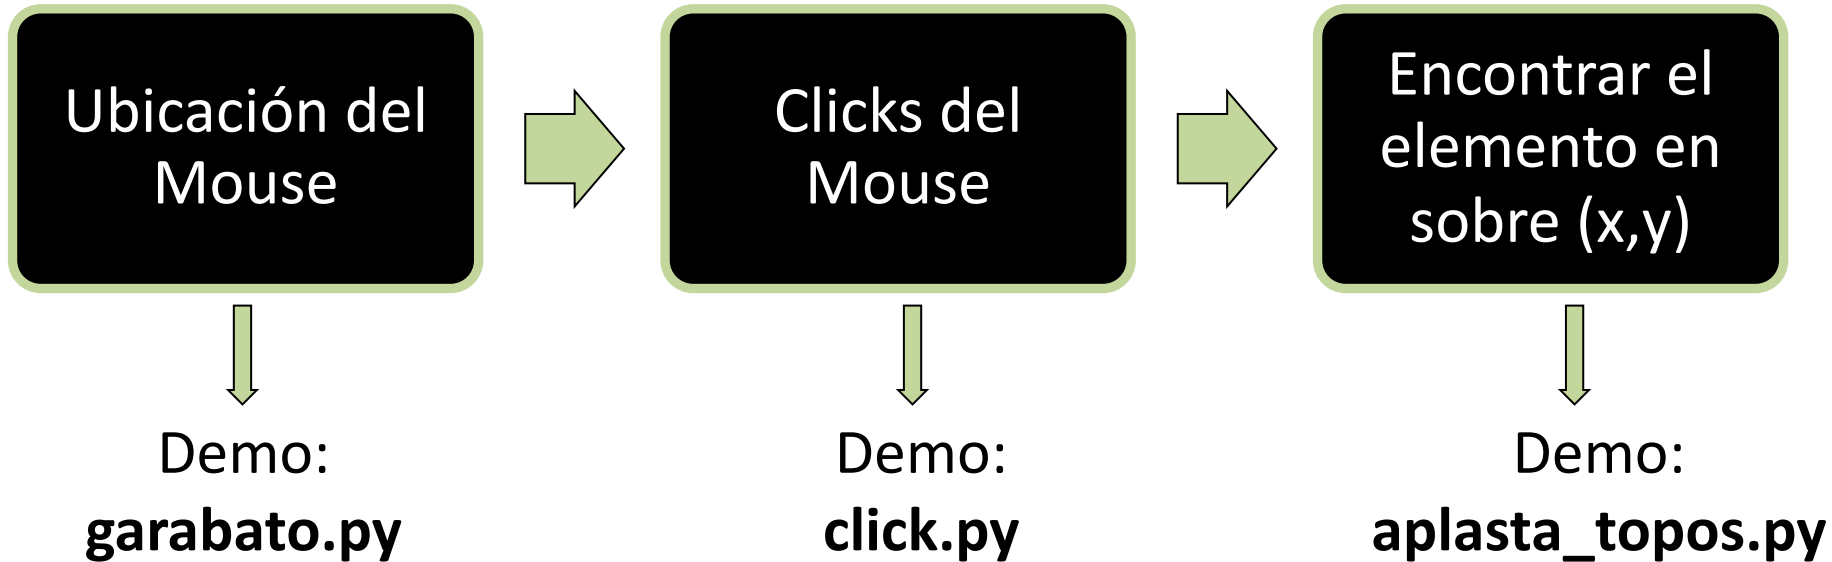 Ubicación del
Mouse
Clicks del
Mouse
Encontrar el
elemento en
sobre (x,y)
Demo:
garabato.py
Demo:
click.py
Demo:
aplasta_topos.py